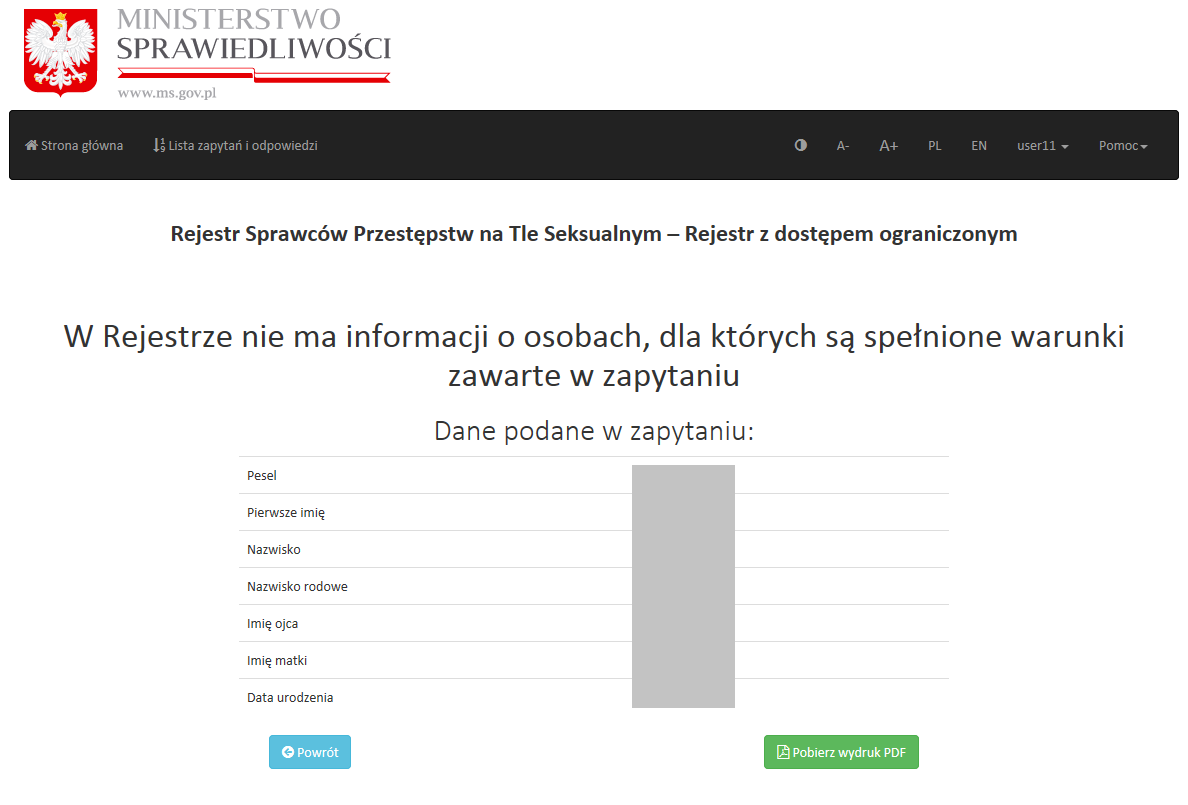 MINISTERSTWO
SPRAWIEDLIWOŚCI
www.ms.gov.pl
Strona główna Lista zapytań i odpowiedzi A- A+ PL EN user11 Pomoc
Rejestr Sprawców Przestępstw na Tle Seksualnym – Rejestr z dostępem ograniczonym
W Rejestrze nie ma informacji o osobach, dla których są spełnione warunki
zawarte w zapytaniu
Dane podane w zapytaniu:
Pesel
Pierwsze imię
Nazwisko
Nazwisko rodowe
Imię ojca
Imię matki
Data urodzenia
Powrót Pobierz wydruk PDF